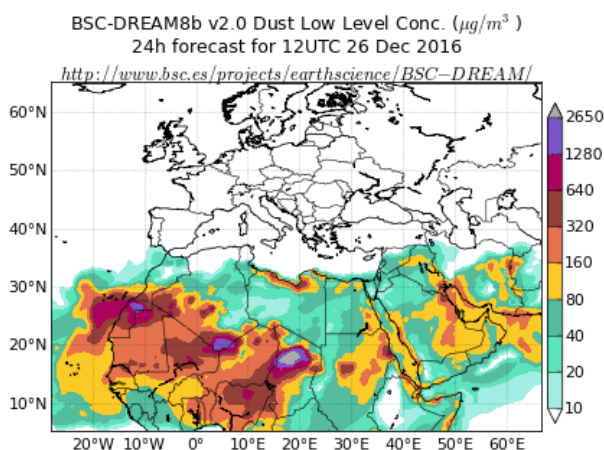 BSC-DREAM8b v2.0 Dust Low Level Conc. (μg/m³ )
24h forecast for 12UTC 26 Dec 2016
http://www.bsc.es/projects/earthscience/BSC−DREAM/
60°N
50°N
40°N
30°N
20°N
10°N
20°W 10°W 0° 10°E 20°E 30°E 40°E 50°E 60°E
2650
1280
640
320
160
80
40
20
10